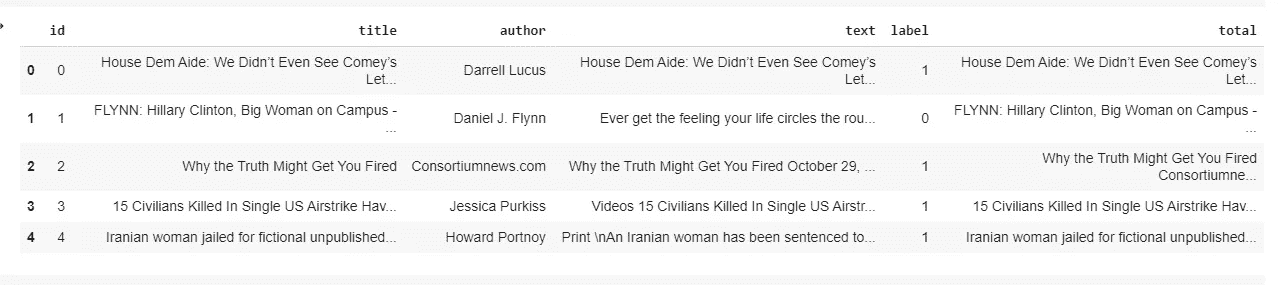 id title author text label total
0 0 House Dem Aide: We Didn’t Even See Comey’s Let... Darrell Lucus House Dem Aide: We Didn’t Even See Comey’s Let... 1 House Dem Aide: We Didn’t Even See Comey’s Let...
1 1 FLYNN: Hillary Clinton, Big Woman on Campus - ... Daniel J. Flynn Ever get the feeling your life circles the rou... 0 FLYNN: Hillary Clinton, Big Woman on Campus - ...
2 2 Why the Truth Might Get You Fired Consortiumnews.com Why the Truth Might Get You Fired October 29, ... 1 Why the Truth Might Get You Fired Consortiumne...
3 3 15 Civilians Killed In Single US Airstrike Hav... Jessica Purkiss Videos 15 Civilians Killed In Single US Airstr... 1 15 Civilians Killed In Single US Airstrike Hav...
4 4 Iranian woman jailed for fictional unpublished... Howard Portnoy Print \nAn Iranian woman has been sentenced to... 1 Iranian woman jailed for fictional unpublished...